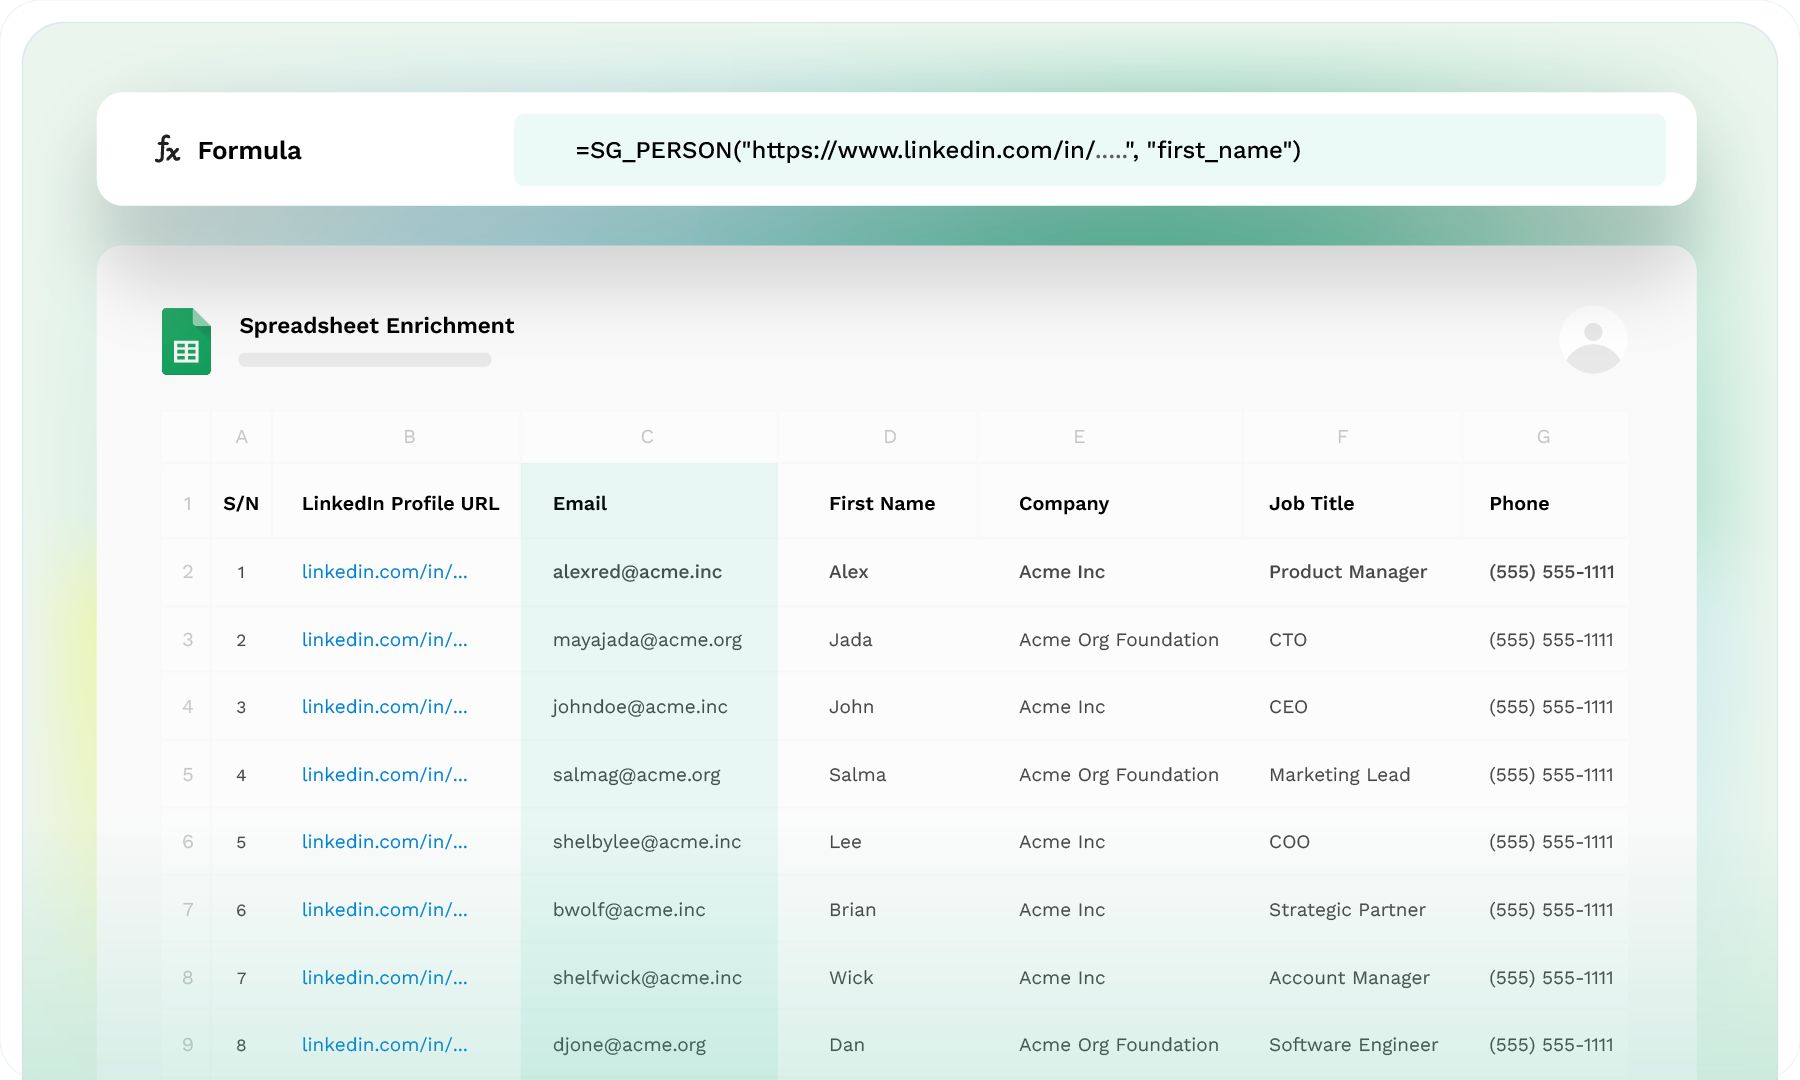 fx Formula =SG_PERSON("https://www.linkedin.com/in/.....", "first_name")
Spreadsheet Enrichment
A B C D E F G
1 S/N LinkedIn Profile URL Email First Name Company Job Title Phone
2 1 linkedin.com/in/... alexred@acme.inc Alex Acme Inc Product Manager (555) 555-1111
3 2 linkedin.com/in/... mayajada@acme.org Jada Acme Org Foundation CTO (555) 555-1111
4 3 linkedin.com/in/... johndoe@acme.inc John Acme Inc CEO (555) 555-1111
5 4 linkedin.com/in/... salmag@acme.org Salma Acme Org Foundation Marketing Lead (555) 555-1111
6 5 linkedin.com/in/... shelbylee@acme.inc Lee Acme Inc COO (555) 555-1111
7 6 linkedin.com/in/... bwolf@acme.inc Brian Acme Inc Strategic Partner (555) 555-1111
8 7 linkedin.com/in/... shelfwick@acme.inc Wick Acme Inc Account Manager (555) 555-1111
9 8 linkedin.com/in/... djone@acme.org Dan Acme Org Foundation Software Engineer (555) 555-1111